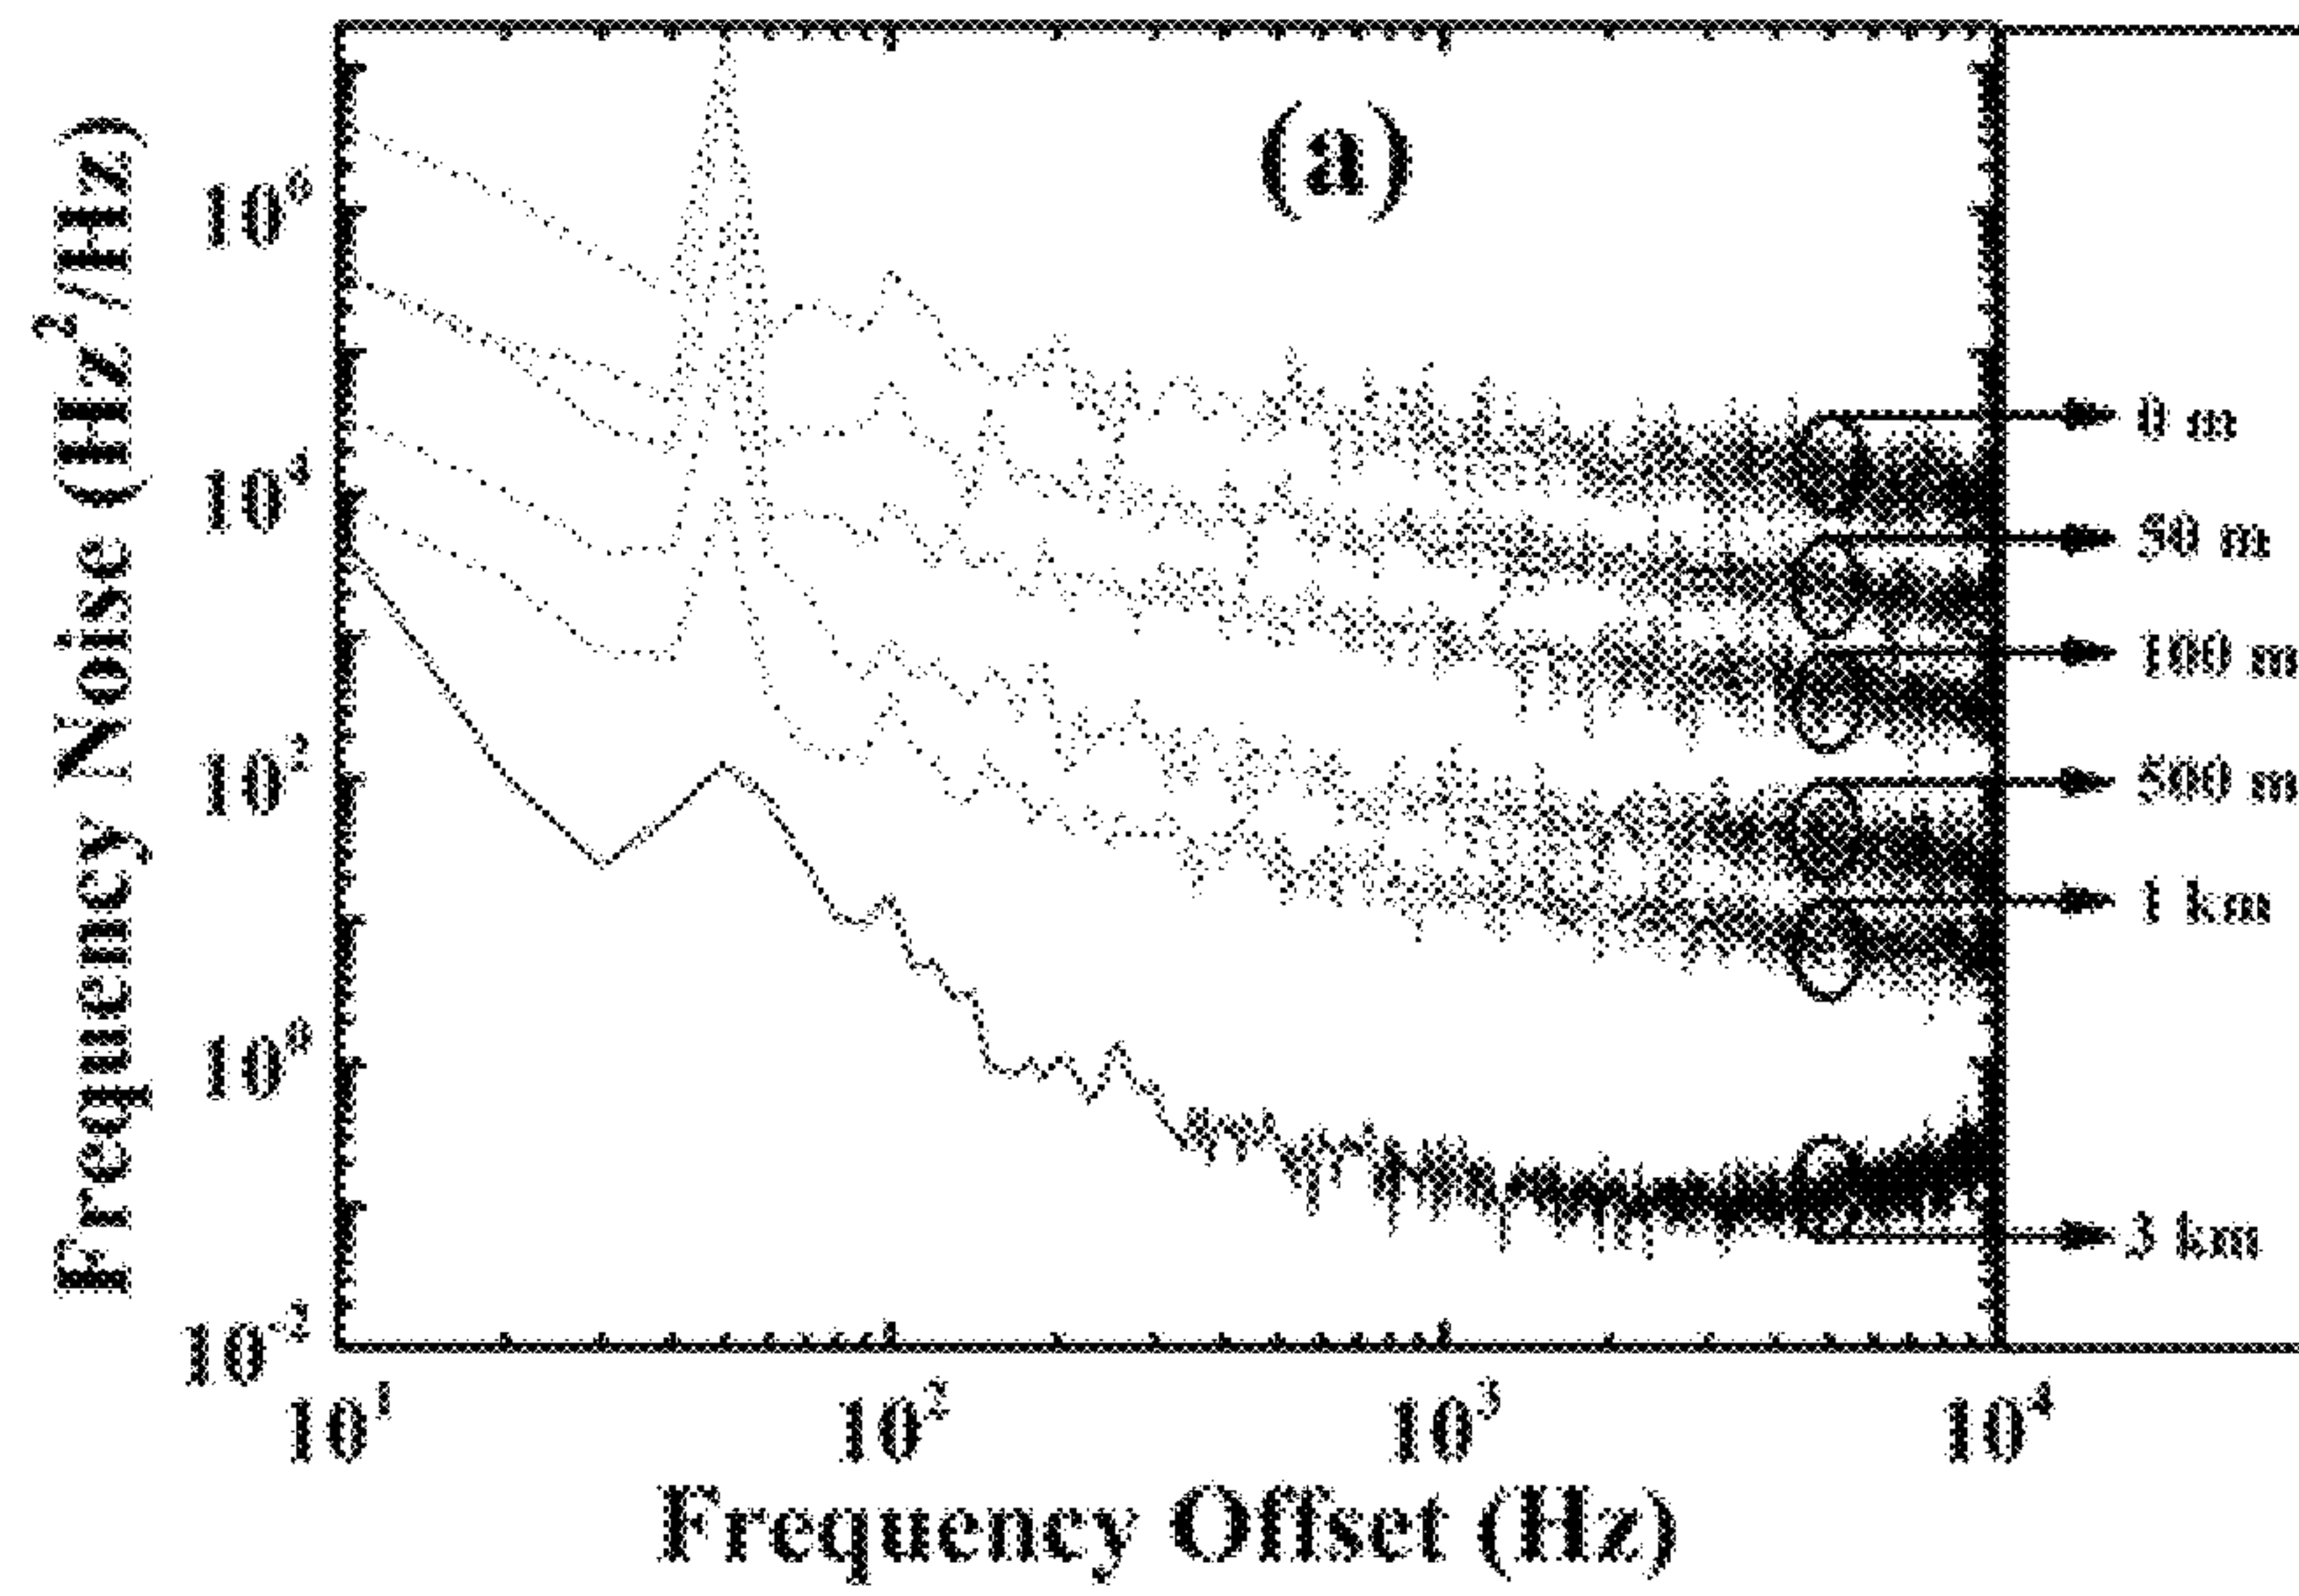 (a)
Frequency Noise (Hz²/Hz)
10⁶
10⁴
10²
10⁰
10⁻²
10¹ 10² 10³ 10⁴
Frequency Offset (Hz)
0 m
50 m
100 m
500 m
1 km
3 km